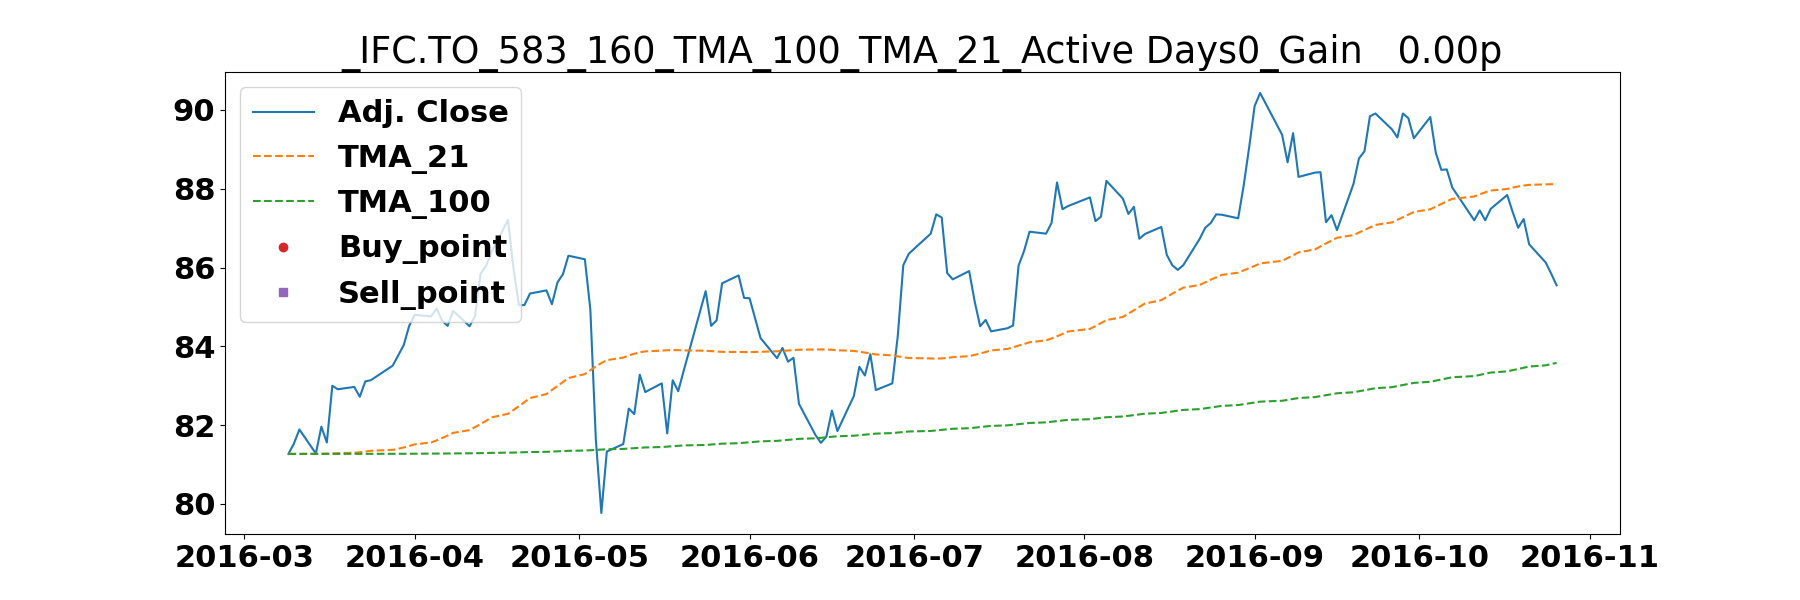 _IFC.TO_583_160_TMA_100_TMA_21_Active Days0_Gain   0.00p
90
88
86
84
82
80
Adj. Close
TMA_21
TMA_100
Buy_point
Sell_point
2016-03 2016-04 2016-05 2016-06 2016-07 2016-08 2016-09 2016-10 2016-11